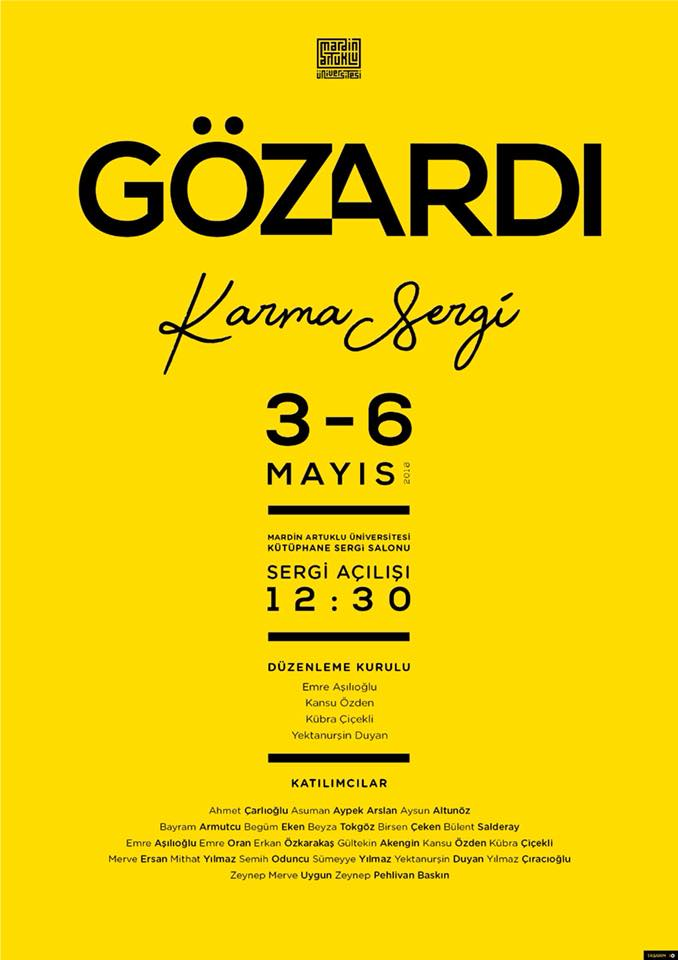 mardin
artuklu
üniversitesi
GÖZARDI
Karma Sergi
3-6
MAYIS 2018
MARDİN ARTUKLU ÜNİVERSİTESİ
KÜTÜPHANE SERGİ SALONU
SERGİ AÇILIŞI
12:30
DÜZENLEME KURULU
Emre Aşılıoğlu
Kansu Özden
Kübra Çiçekli
Yektanurşin Duyan
KATILIMCILAR
Ahmet Çarlıoğlu Asuman Aypek Arslan Aysun Altunöz
Bayram Armutcu Begüm Eken Beyza Tokgöz Birsen Çeken Bülent Salderay
Emre Aşılıoğlu Emre Oran Erkan Özkarakaş Gültekin Akengin Kansu Özden Kübra Çiçekli
Merve Ersan Mithat Yılmaz Semih Oduncu Sümeyye Yılmaz Yektanurşin Duyan Yılmaz Çıracıoğlu
Zeynep Merve Uygun Zeynep Pehlivan Baskın